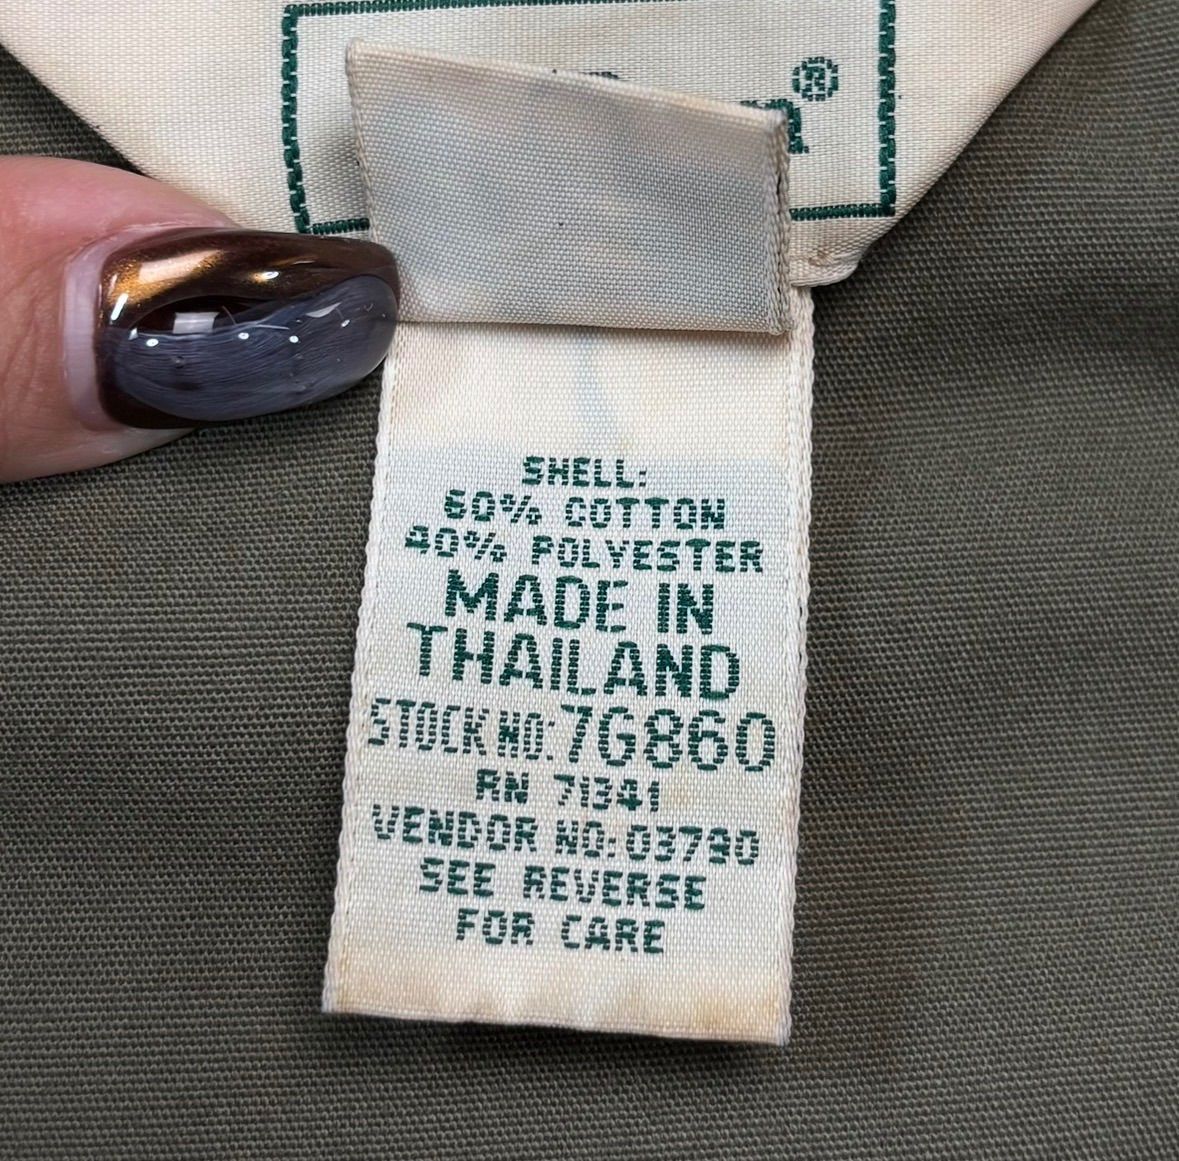 ®
SHELL:
60% COTTON
40% POLYESTER
MADE IN
THAILAND
STOCK NO: 7G860
RN 71341
VENDOR NO: 03790
SEE REVERSE
FOR CARE